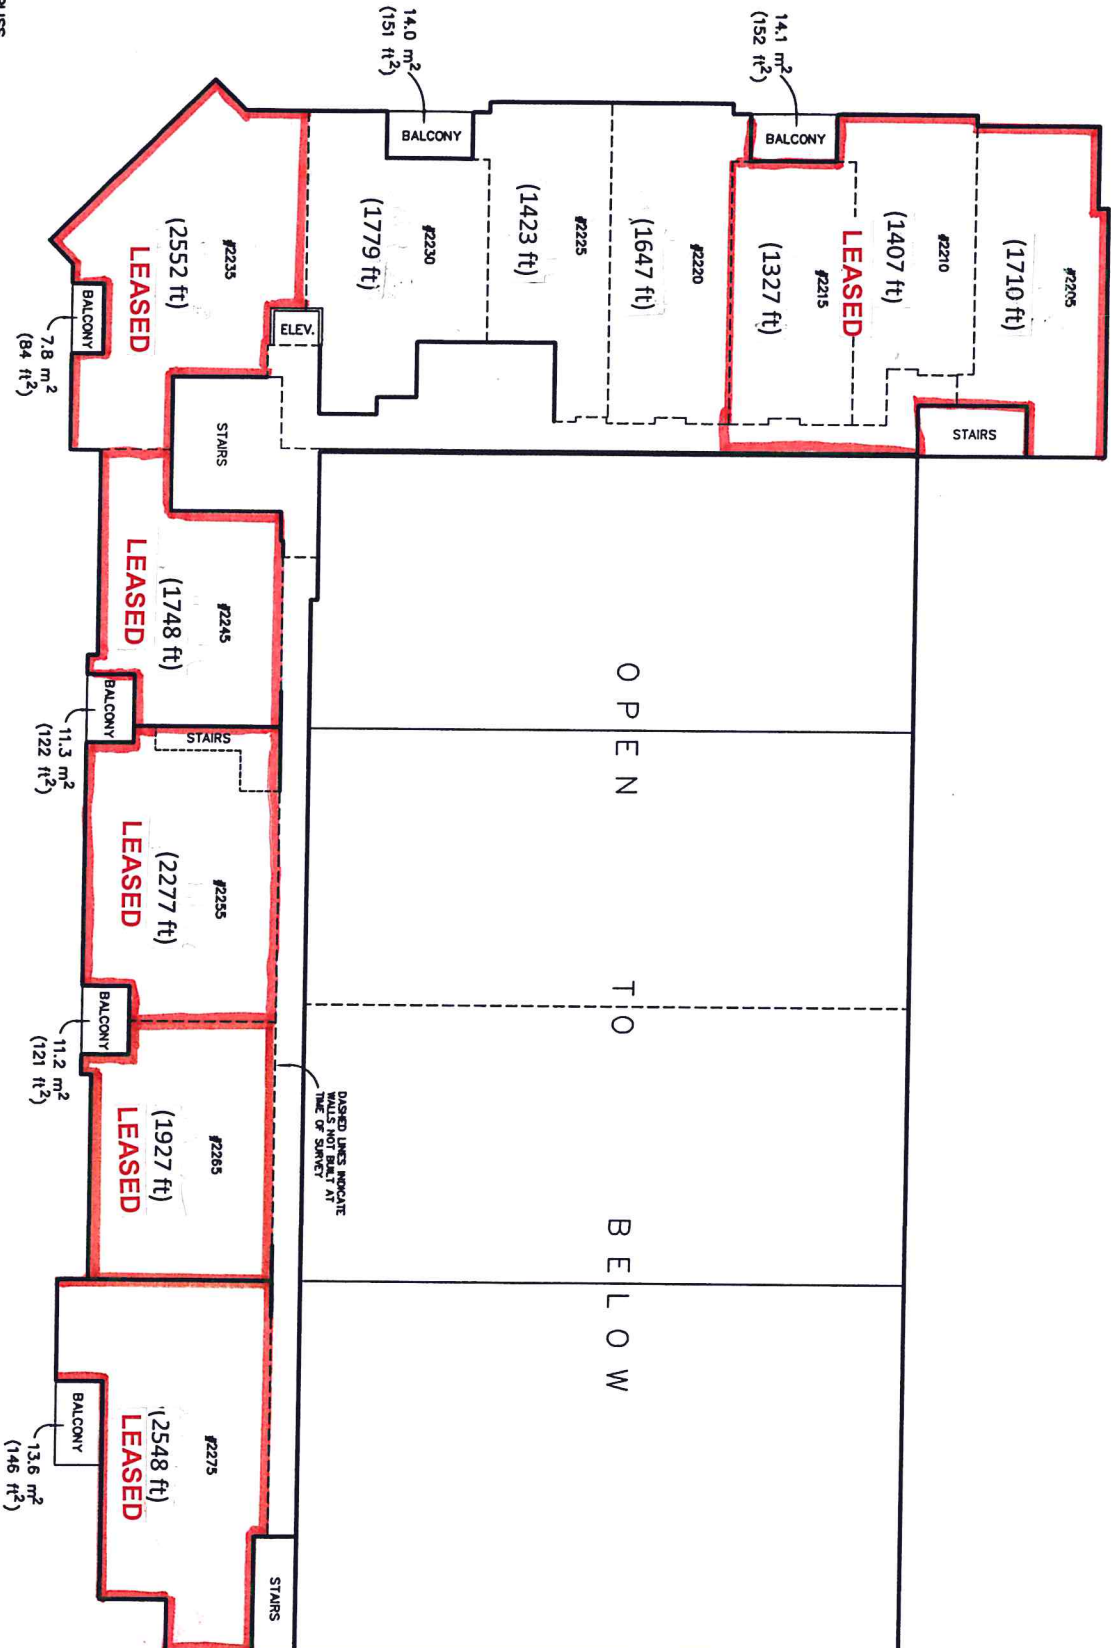 14.1 m²
(152 ft²)
14.0 m²
(151 ft²)
#2205
(1710 ft)
#2210
(1407 ft)
LEASED
#2215
(1327 ft)
BALCONY
STAIRS
#2220
(1647 ft)
#2225
(1423 ft)
BALCONY
#2230
(1779 ft)
ELEV.
#2235
(2552 ft)
LEASED
BALCONY
7.8 m²
(84 ft²)
STAIRS
#2245
(1748 ft)
LEASED
BALCONY
11.3 m²
(122 ft²)
STAIRS
#2255
(2277 ft)
LEASED
BALCONY
11.2 m²
(121 ft²)
#2265
(1927 ft)
LEASED
DASHED LINES INDICATE
WALLS NOT BUILT AT
TIME OF SURVEY
#2275
(2548 ft)
LEASED
BALCONY
13.6 m²
(146 ft²)
STAIRS
OPEN TO BELOW